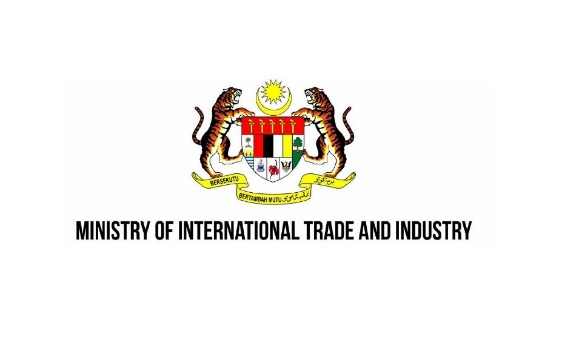 BERSEKUTU
BERTAMBAH MUTU
MINISTRY OF INTERNATIONAL TRADE AND INDUSTRY